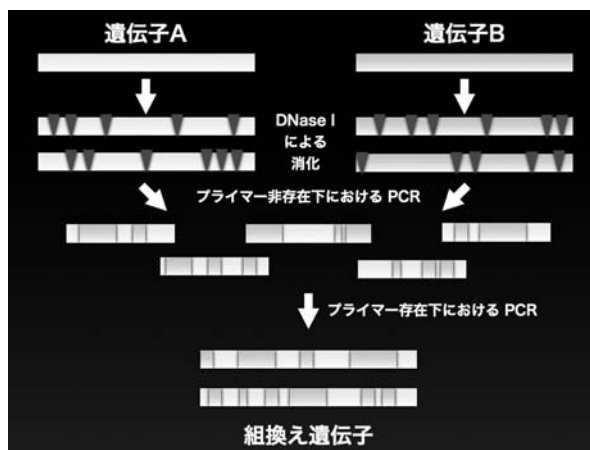 遺伝子A
遺伝子B
DNase I
による
消化
プライマー非存在下における PCR
プライマー存在下における PCR
組換え遺伝子